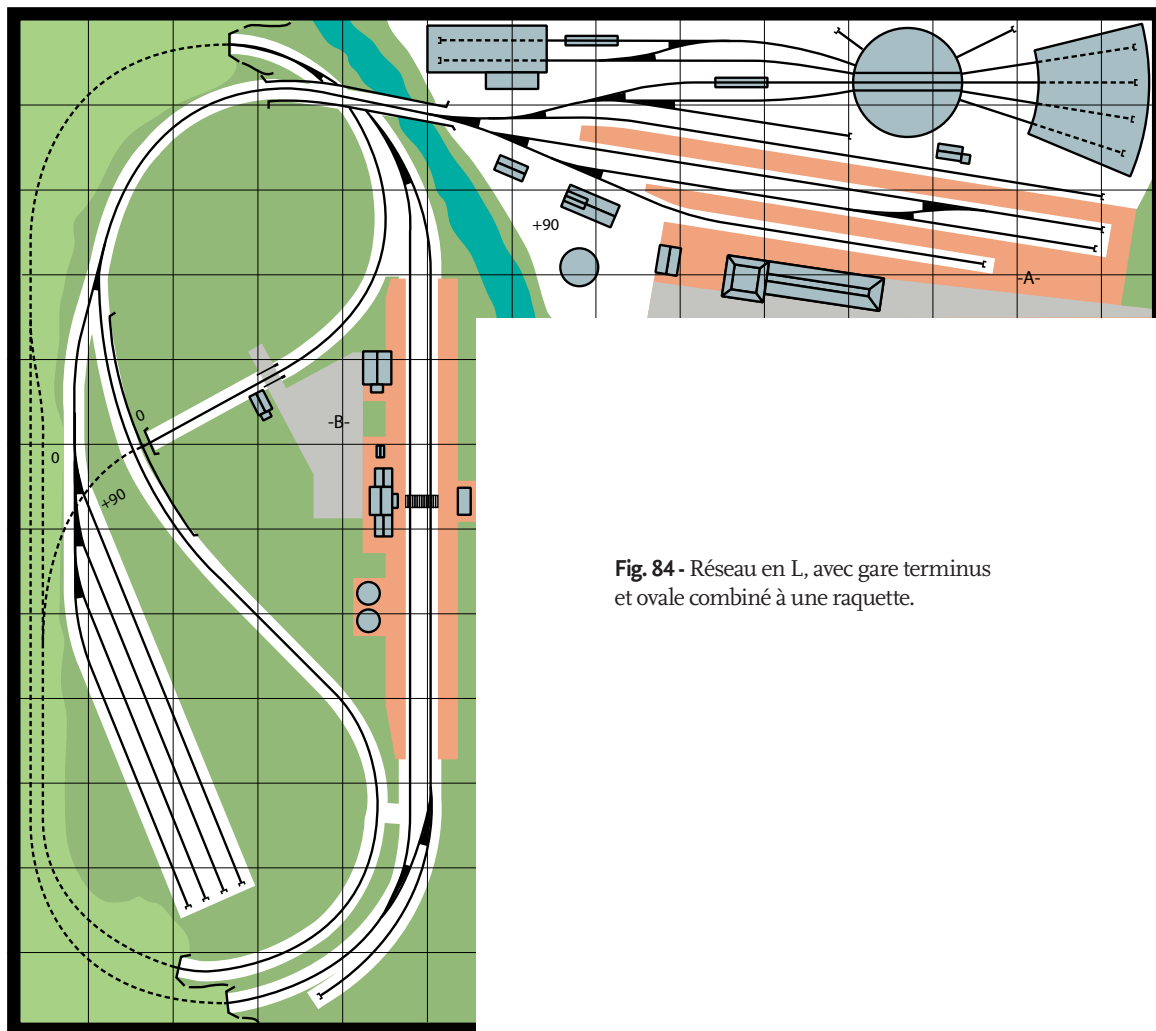 +90
-A-
-B-
0
0
+90
Fig. 84 - Réseau en L, avec gare terminus
et ovale combiné à une raquette.